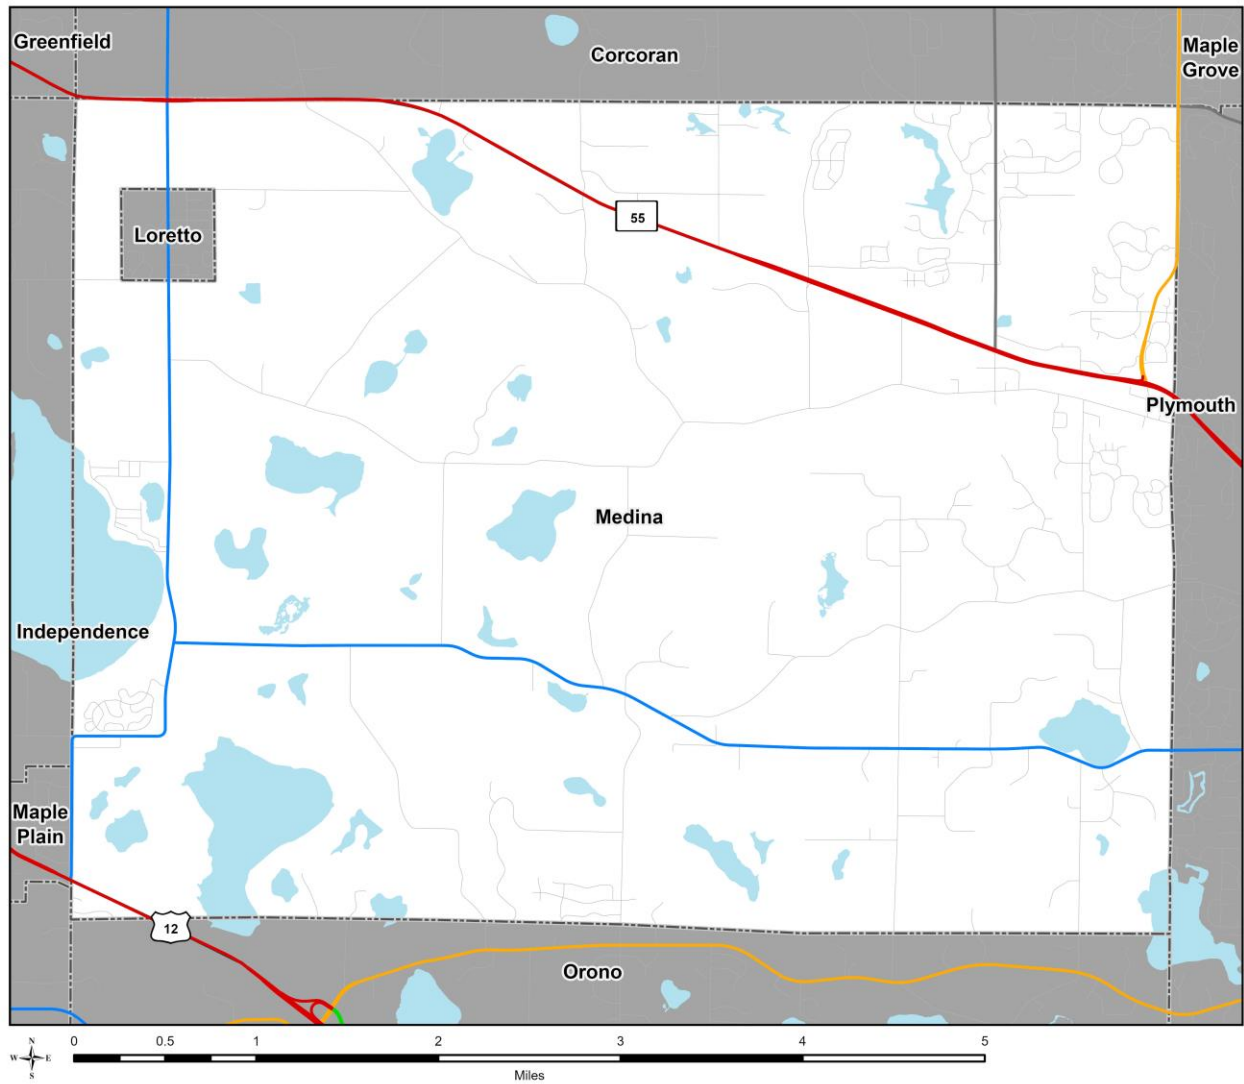 Greenfield
Corcoran
Maple
Grove
55
Loretto
Plymouth
Medina
Independence
Maple
Plain
12
Orono
N
W E
S
0 0.5 1 2 3 4 5
Miles